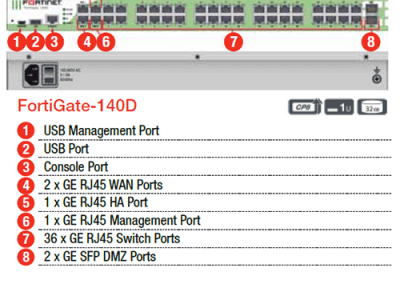 FORTINET
1 2 3 4 6 7 8
FortiGate-140D
CP8 1U 32GB
1 USB Management Port
2 USB Port
3 Console Port
4 2 x GE RJ45 WAN Ports
5 1 x GE RJ45 HA Port
6 1 x GE RJ45 Management Port
7 36 x GE RJ45 Switch Ports
8 2 x GE SFP DMZ Ports